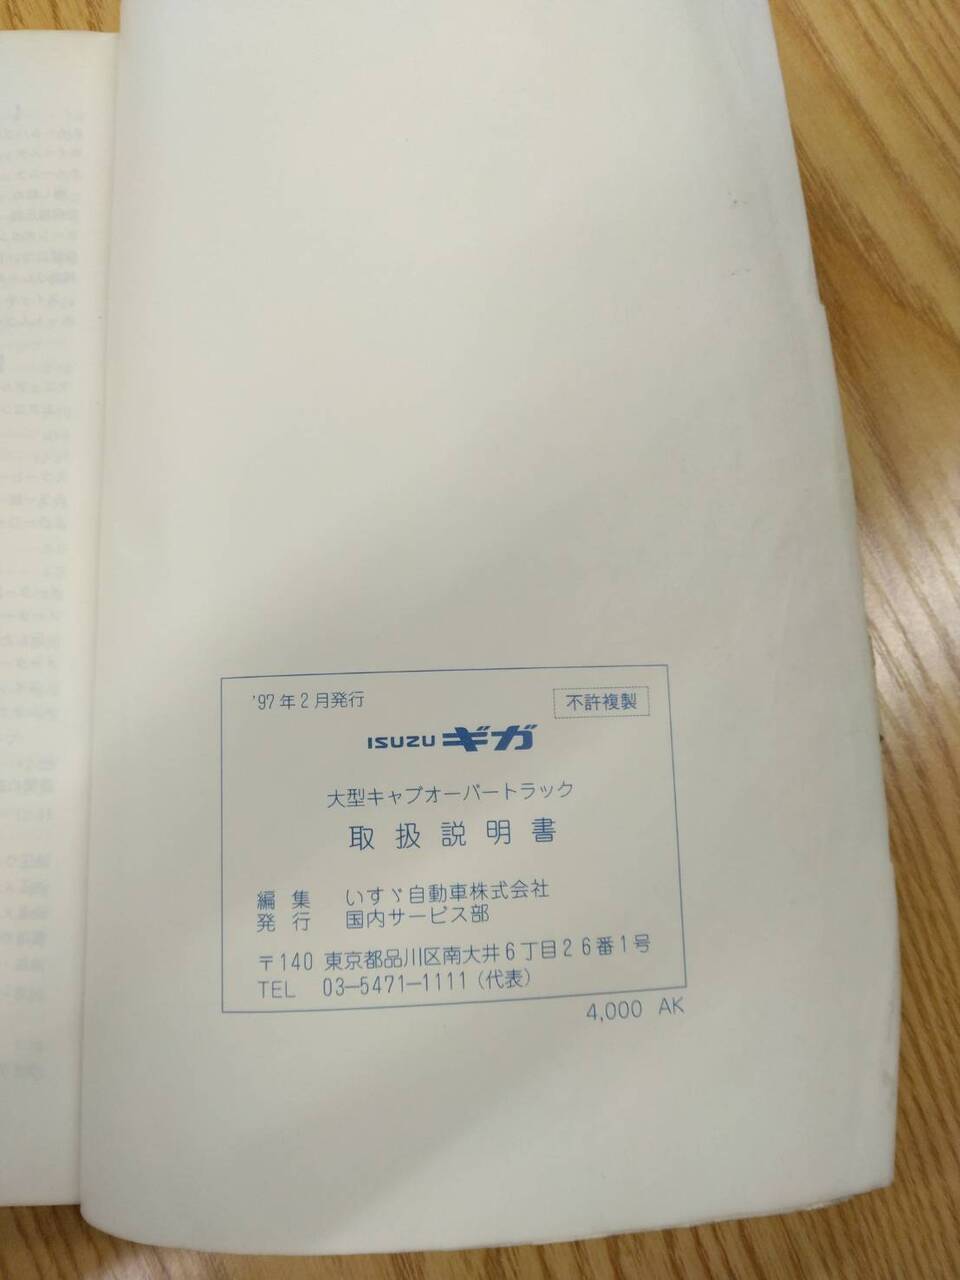 '97年2月発行
不許複製
ISUZU ギガ
大型キャブオーバートラック
取扱説明書
編集 いすゞ自動車株式会社
発行 国内サービス部
〒140 東京都品川区南大井6丁目26番1号
TEL 03-5471-1111(代表)
4,000 AK